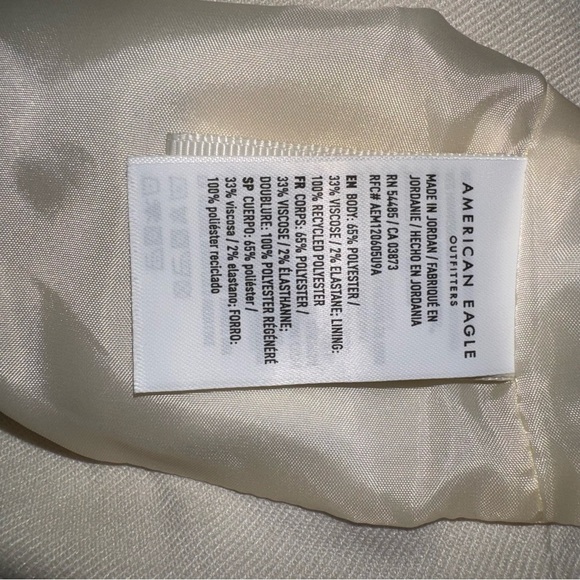 AMERICAN EAGLE
OUTFITTERS
MADE IN JORDAN / FABRIQUÉ EN
JORDANIE / HECHO EN JORDANIA
RN 54485 / CA 03873
RFC# AEM120605U9A
EN BODY: 65% POLYESTER /
33% VISCOSE / 2% ELASTANE; LINING:
100% RECYCLED POLYESTER
FR CORPS: 65% POLYESTER /
33% VISCOSE / 2% ÉLASTHANNE;
DOUBLURE: 100% POLYESTER RÉGÉNÉRÉ
SP CUERPO: 65% poliéster /
33% viscosa / 2% elastano; FORRO:
100% poliéster reciclado